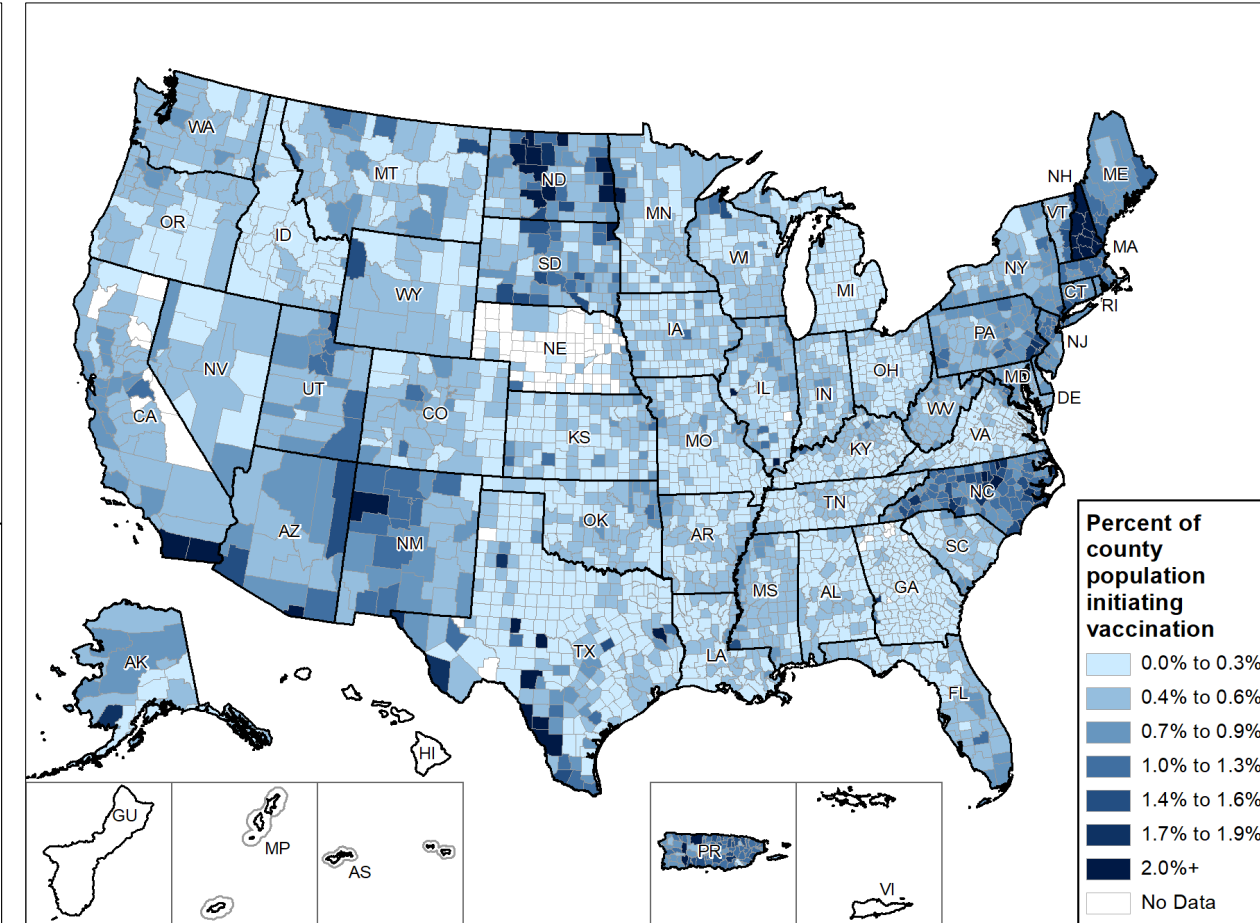 WA
MT
ND
MN
OR
ID
SD
WI
WY
MI
NH
ME
VT
MA
NY
CT
RI
IA
PA
NJ
NE
NV
UT
CO
IL
IN
OH
MD
DE
WV
CA
KS
MO
KY
VA
AZ
NM
OK
AR
TN
NC
SC
MS
AL
GA
TX
LA
FL
AK
HI
GU
MP
AS
PR
VI
Percent of
county
population
initiating
vaccination
0.0% to 0.3%
0.4% to 0.6%
0.7% to 0.9%
1.0% to 1.3%
1.4% to 1.6%
1.7% to 1.9%
2.0%+
No Data